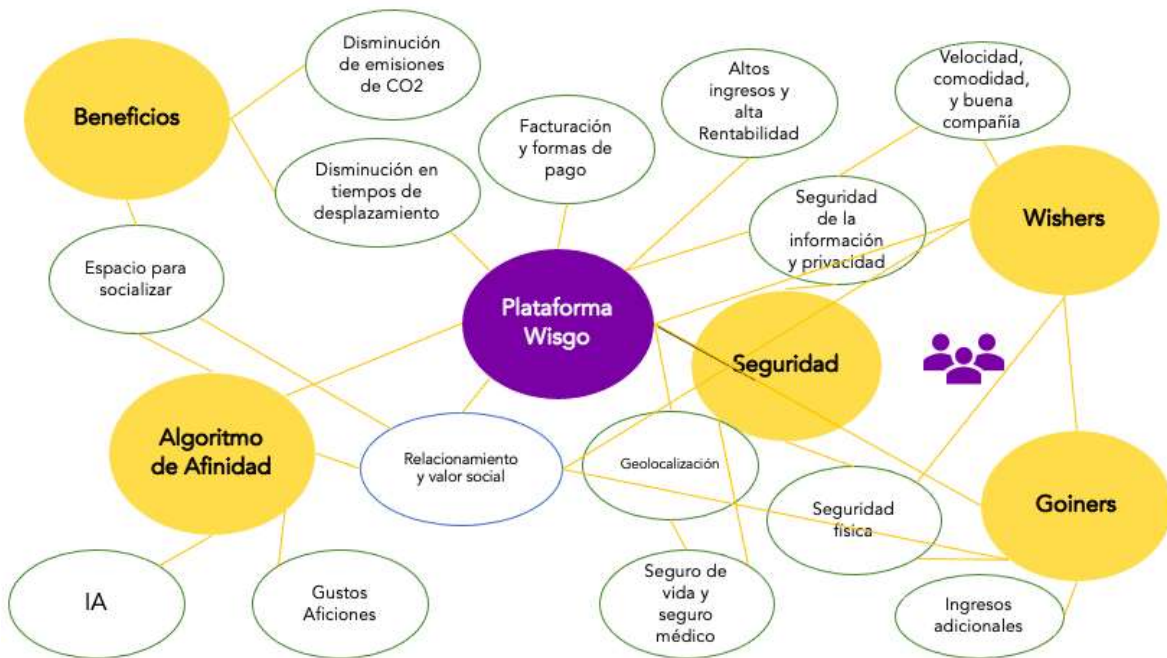 Beneficios
Disminución
de emisiones
de CO2
Disminución en
tiempos de
desplazamiento
Facturación
y formas de
pago
Altos
ingresos y
alta
Rentabilidad
Velocidad,
comodidad,
y buena
compañía
Espacio para
socializar
Seguridad
de la
información
y privacidad
Wishers
Plataforma
Wisgo
Seguridad
Algoritmo
de Afinidad
Relacionamiento
y valor social
Geolocalización
Seguridad
física
Goiners
IA
Gustos
Aficiones
Seguro de
vida y
seguro
médico
Ingresos
adicionales